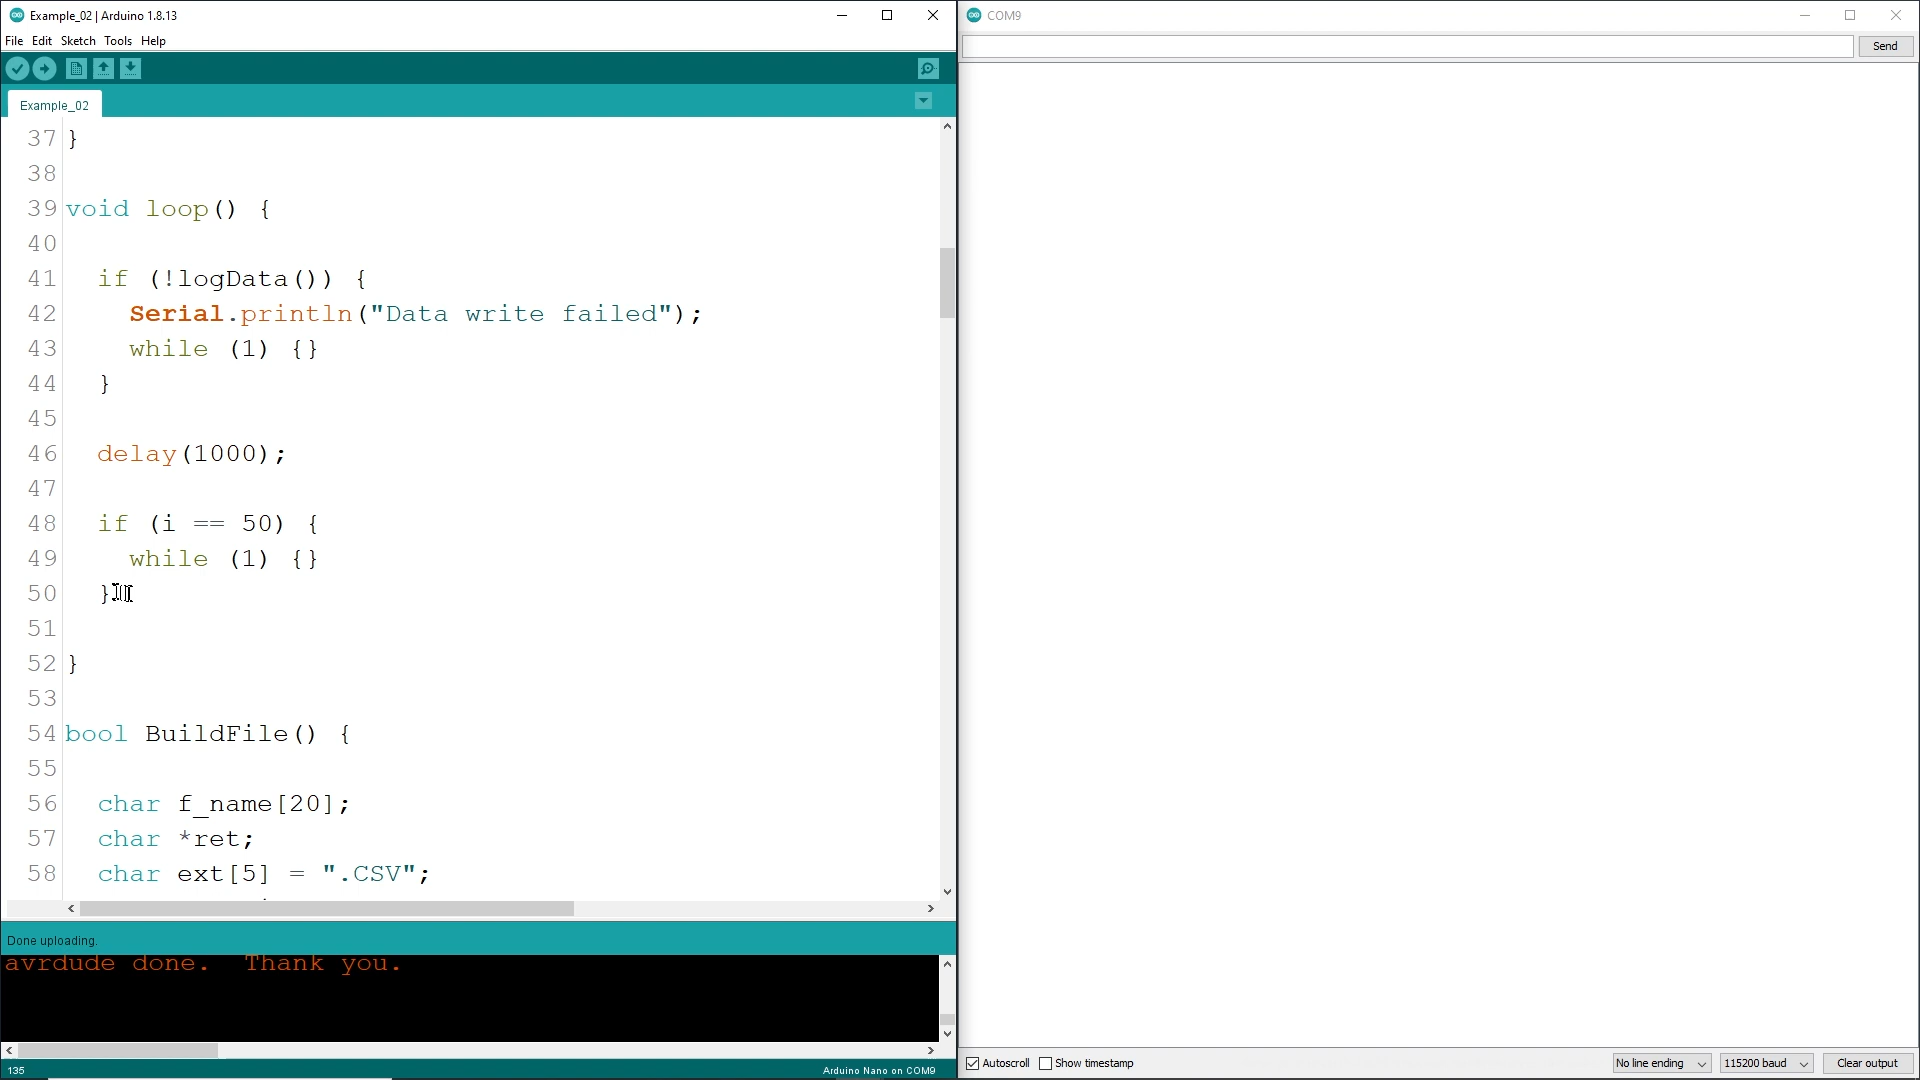 Example_02 | Arduino 1.8.13
File Edit Sketch Tools Help
Example_02
37 }
38
39 void loop() {
40
41 if (!logData()) {
42 Serial.println("Data write failed");
43 while (1) {}
44 }
45
46 delay(1000);
47
48 if (i == 50) {
49 while (1) {}
50 }
51
52 }
53
54 bool BuildFile() {
55
56 char f_name[20];
57 char *ret;
58 char ext[5] = ".CSV";
Done uploading.
avrdude done.  Thank you.
135
Arduino Nano on COM9
COM9
Send
Autoscroll Show timestamp
No line ending
115200 baud
Clear output